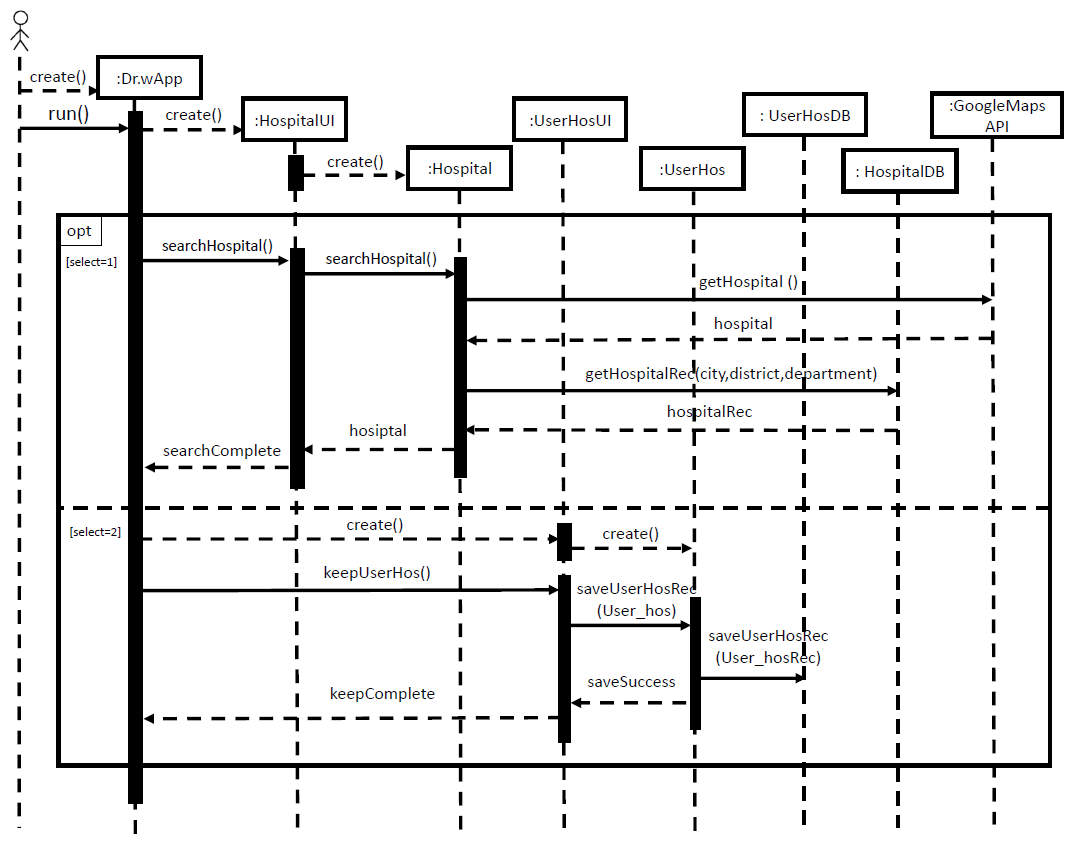 create()
:Dr.wApp
run()
create()
:HospitalUI
create()
:Hospital
:UserHosUI
:UserHos
: UserHosDB
: HospitalDB
:GoogleMaps
API
opt
[select=1]
searchHospital()
searchHospital()
getHospital ()
hospital
getHospitalRec(city,district,department)
hospitalRec
hosiptal
searchComplete
[select=2]
create()
create()
keepUserHos()
saveUserHosRec
(User_hos)
saveUserHosRec
(User_hosRec)
saveSuccess
keepComplete